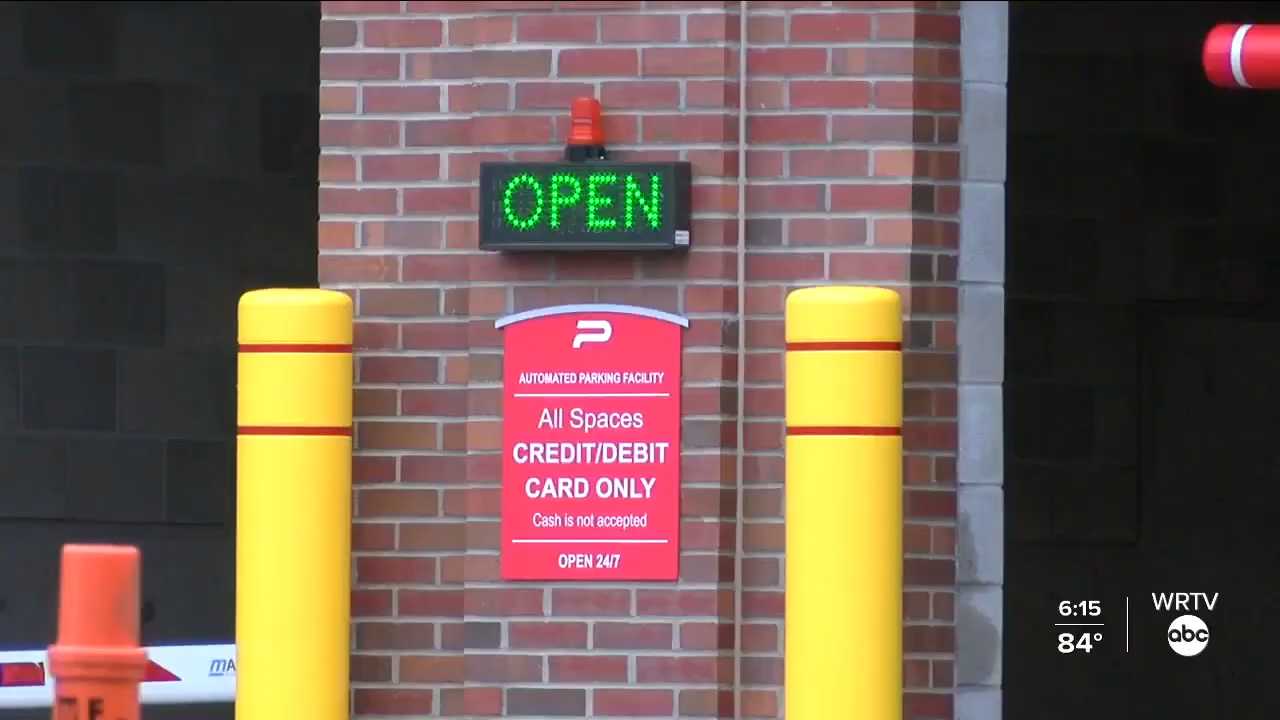 OPEN
P
AUTOMATED PARKING FACILITY
All Spaces
CREDIT/DEBIT
CARD ONLY
Cash is not accepted
OPEN 24/7
6:15
84°
WRTV
abc